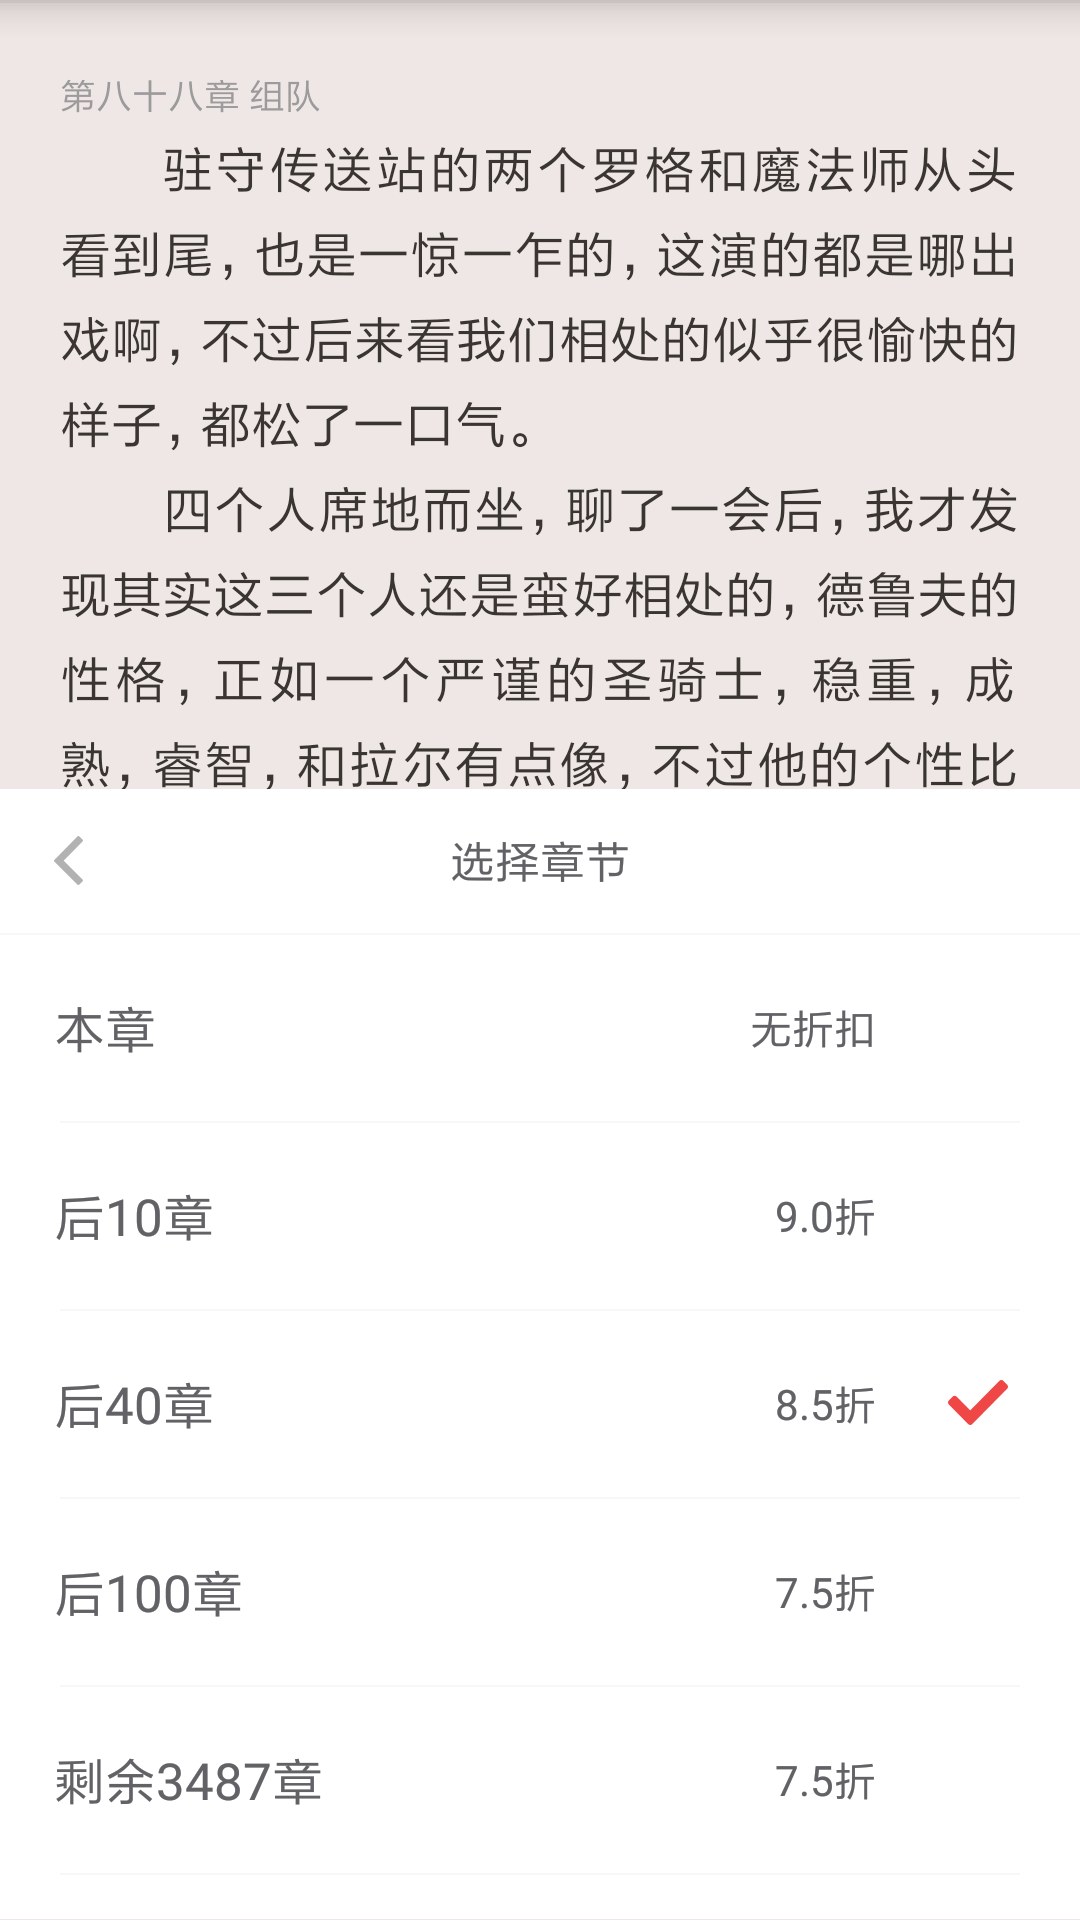 第八十八章 组队
驻守传送站的两个罗格和魔法师从头
看到尾，也是一惊一乍的，这演的都是哪出
戏啊，不过后来看我们相处的似乎很愉快的
样子，都松了一口气。
四个人席地而坐，聊了一会后，我才发
现其实这三个人还是蛮好相处的，德鲁夫的
性格，正如一个严谨的圣骑士，稳重，成
熟，睿智，和拉尔有点像，不过他的个性比
选择章节
本章 无折扣
后10章 9.0折
后40章 8.5折
后100章 7.5折
剩余3487章 7.5折